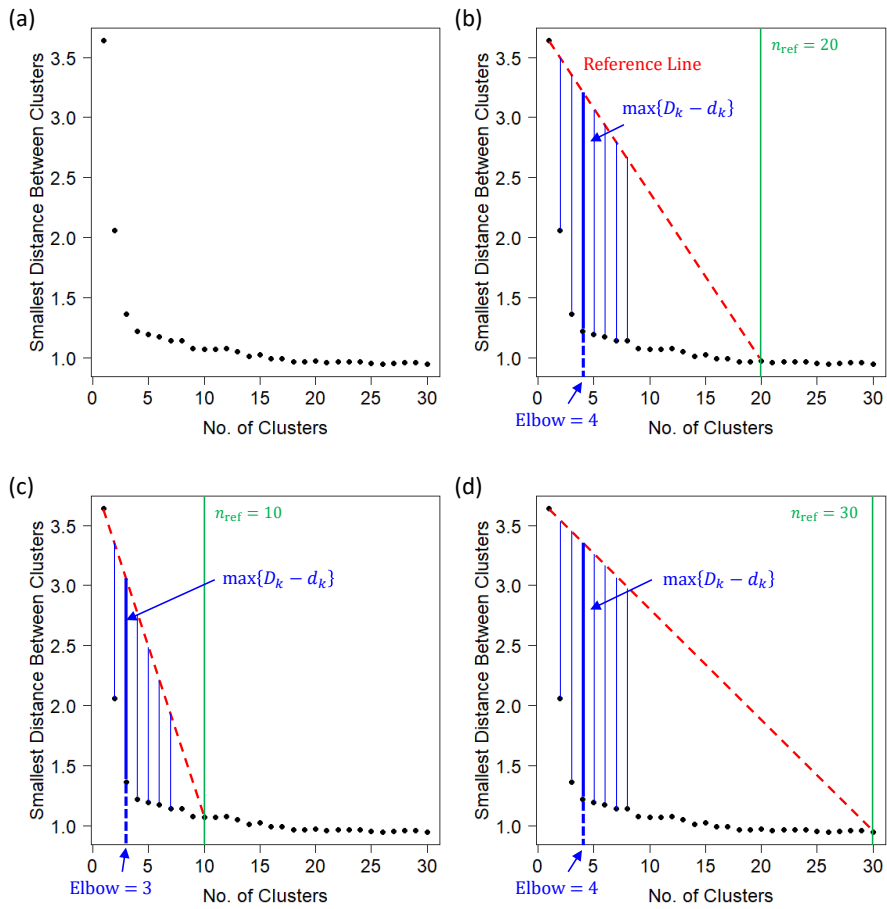 (a)
Smallest Distance Between Clusters
3.5
3.0
2.5
2.0
1.5
1.0
0 5 10 15 20 25 30
No. of Clusters
(b)
Smallest Distance Between Clusters
3.5
3.0
2.5
2.0
1.5
1.0
n_ref = 20
Reference Line
max{D_k − d_k}
0 5 10 15 20 25 30
Elbow = 4
No. of Clusters
(c)
Smallest Distance Between Clusters
3.5
3.0
2.5
2.0
1.5
1.0
n_ref = 10
max{D_k − d_k}
0 5 10 15 20 25 30
Elbow = 3
No. of Clusters
(d)
Smallest Distance Between Clusters
3.5
3.0
2.5
2.0
1.5
1.0
n_ref = 30
max{D_k − d_k}
0 5 10 15 20 25 30
Elbow = 4
No. of Clusters